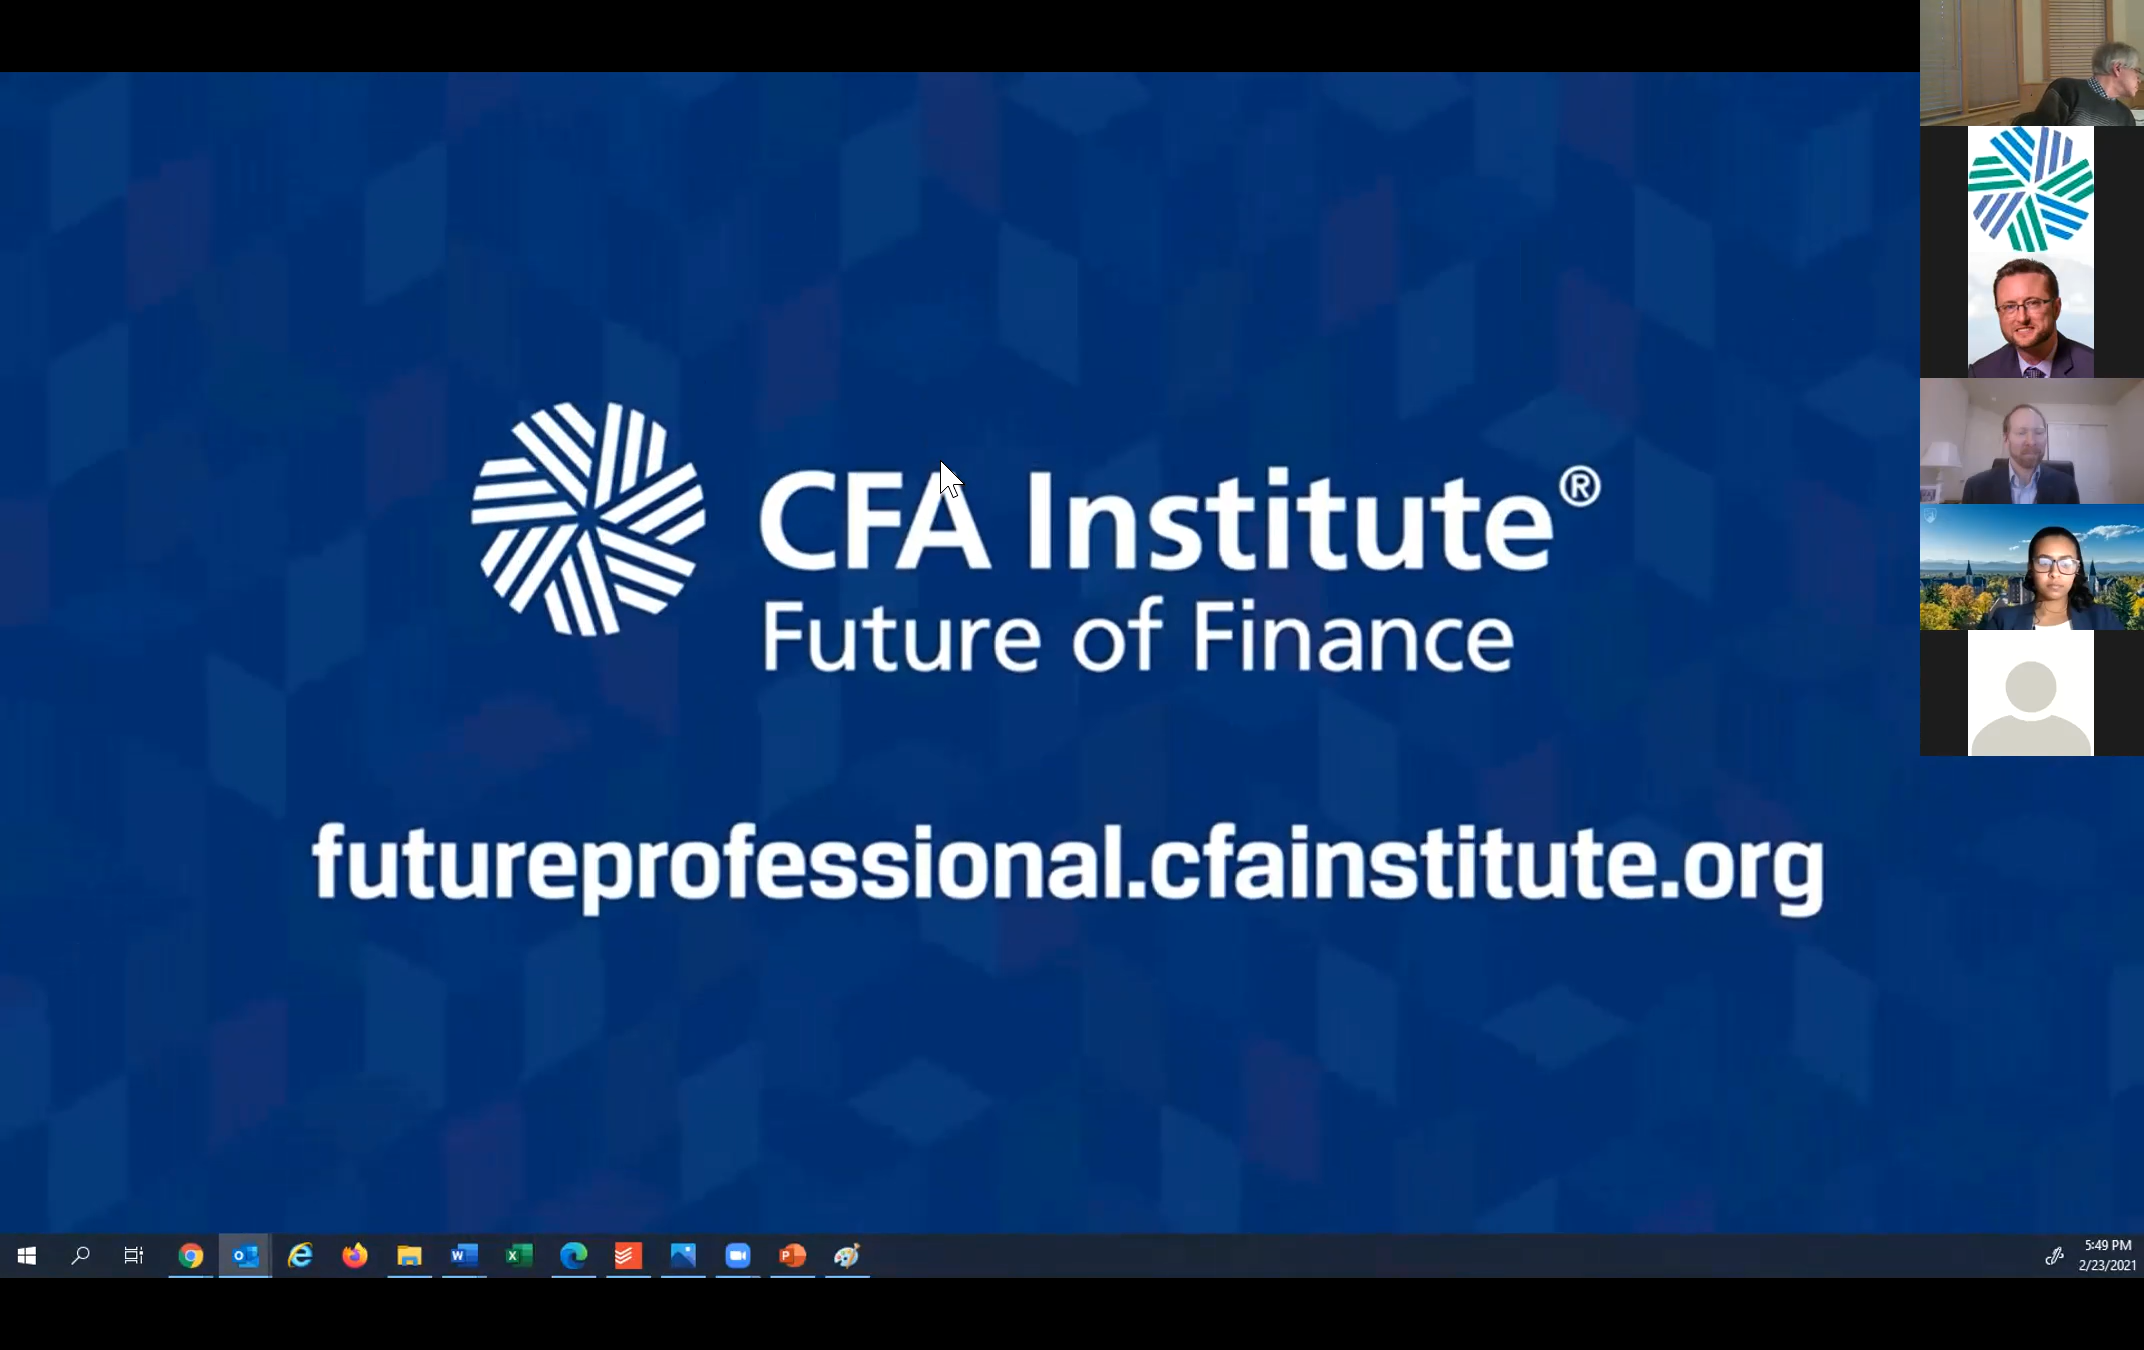 CFA Institute®
Future of Finance
futureprofessional.cfainstitute.org
5:49 PM
2/23/2021